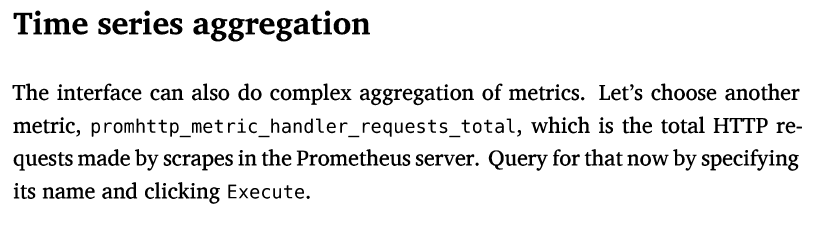 Time series aggregation
The interface can also do complex aggregation of metrics. Let’s choose another
metric, promhttp_metric_handler_requests_total, which is the total HTTP re-
quests made by scrapes in the Prometheus server. Query for that now by specifying
its name and clicking Execute.